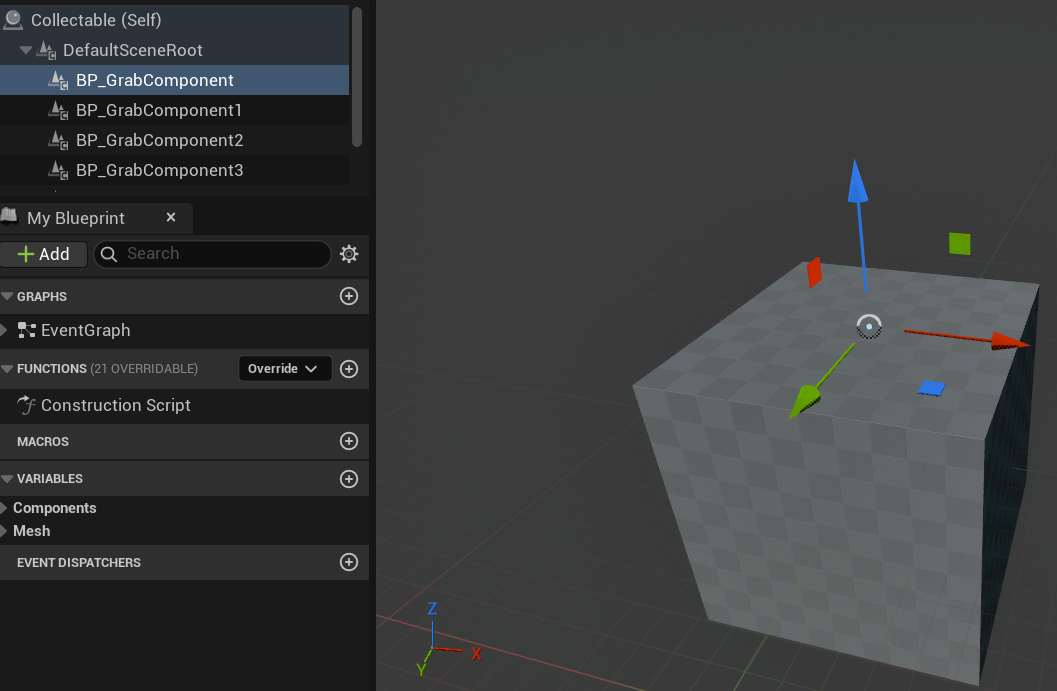 Collectable (Self)
DefaultSceneRoot
BP_GrabComponent
BP_GrabComponent1
BP_GrabComponent2
BP_GrabComponent3
My Blueprint
Add
Search
GRAPHS
EventGraph
FUNCTIONS (21 OVERRIDABLE)
Override
Construction Script
MACROS
VARIABLES
Components
Mesh
EVENT DISPATCHERS
Z
X
Y